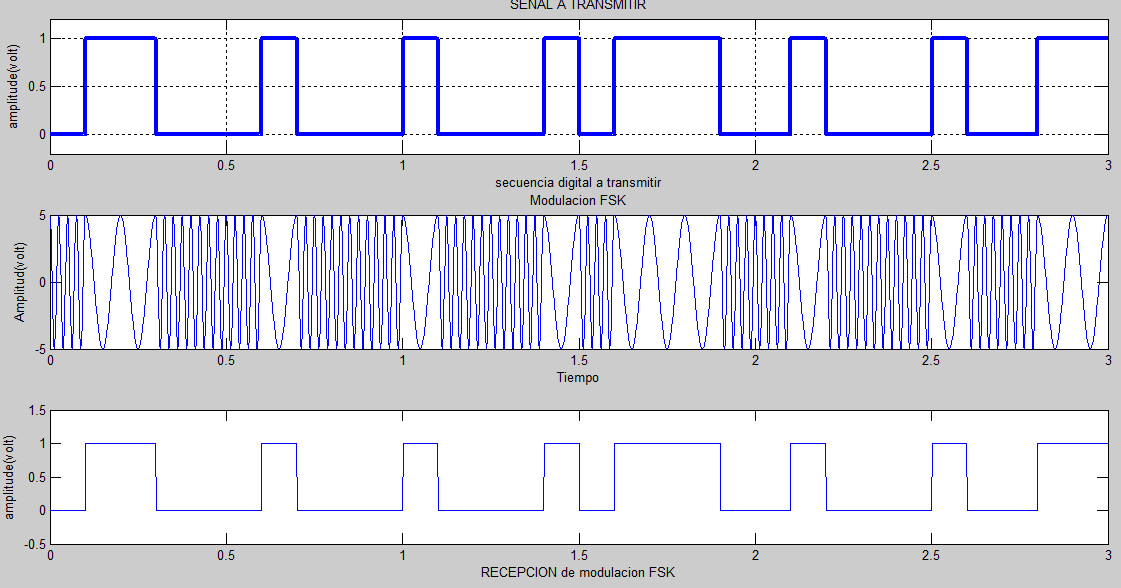 SENAL A TRANSMITIR
amplitude(volt)
1
0.5
0
0 0.5 1 1.5 2 2.5 3
secuencia digital a transmitir
Modulacion FSK
Amplitud(volt)
5
0
-5
0 0.5 1 1.5 2 2.5 3
Tiempo
amplitude(volt)
1.5
1
0.5
0
-0.5
0 0.5 1 1.5 2 2.5 3
RECEPCION de modulacion FSK